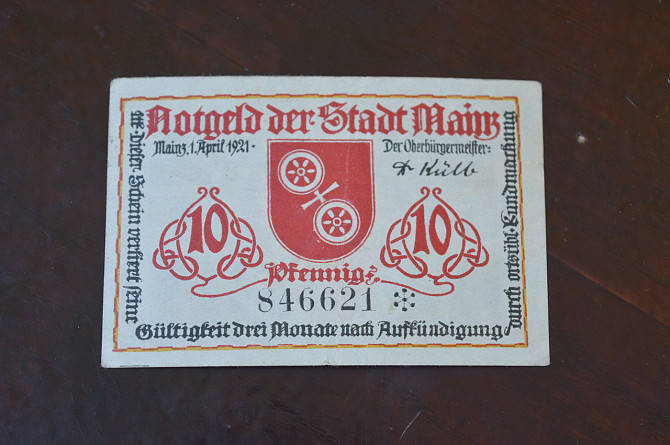 Notgeld der Stadt Mainz
Mainz, 1. April 1921.
Der Oberbürgermeister:
Dr Külb
10
10
Pfennig
846621
Dieser Schein verliert seine
Gültigkeit drei Monate nach Aufkündigung
durch ortsübl. Kundmachung